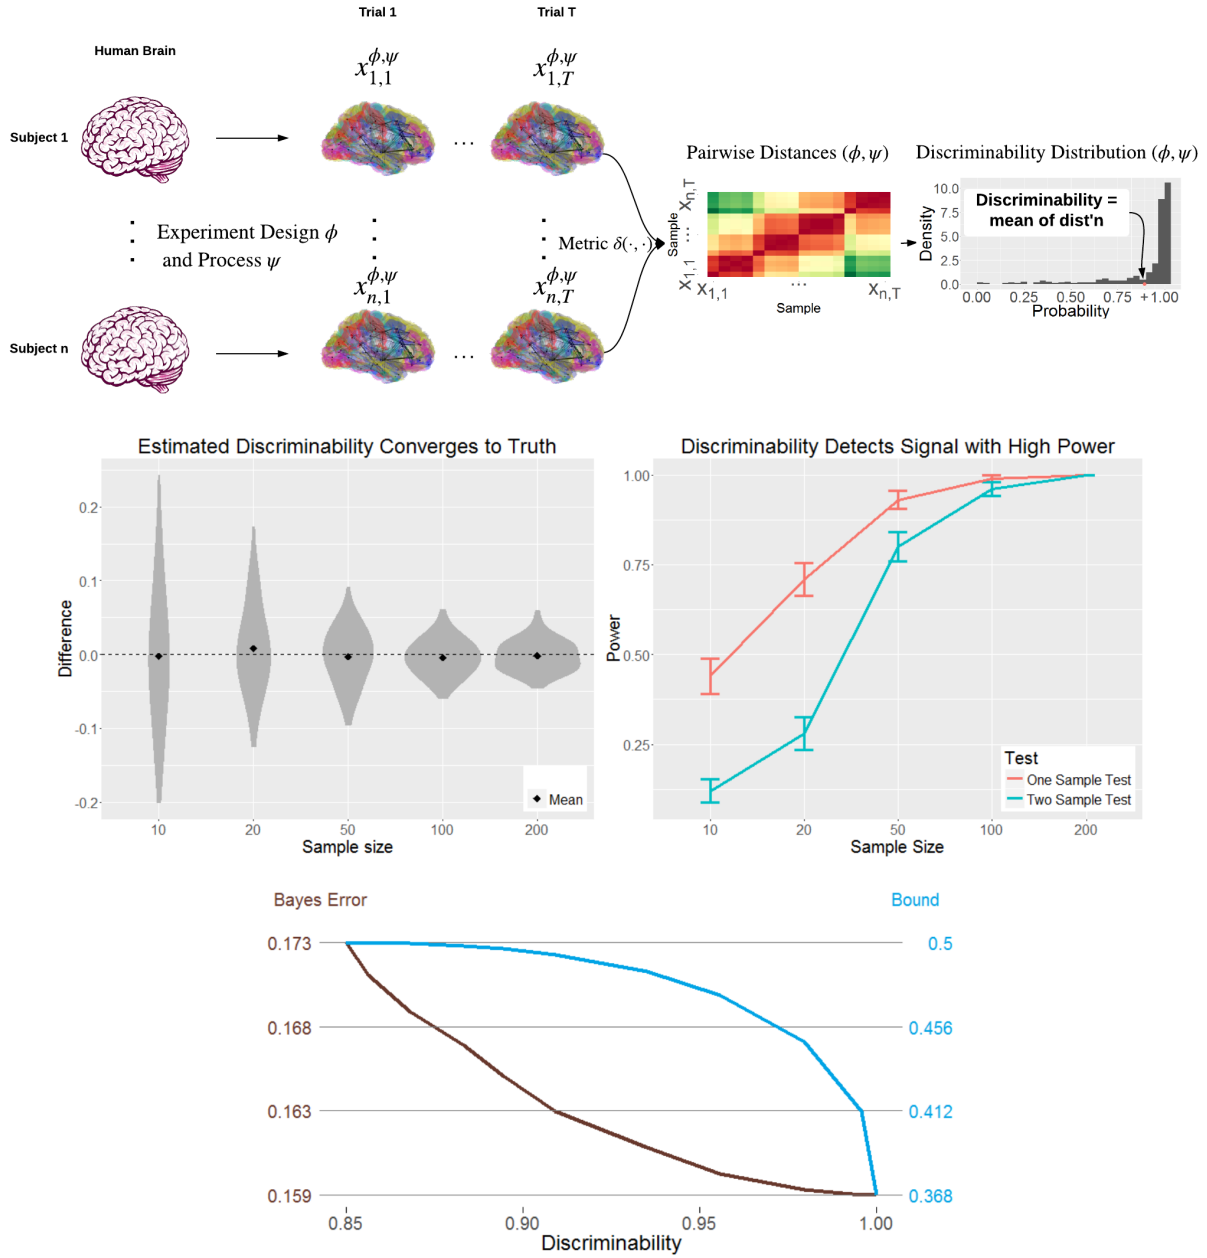 Trial 1
Trial T
Human Brain
x_{1,1}^{ϕ,ψ}
x_{1,T}^{ϕ,ψ}
Subject 1
...
Pairwise Distances (ϕ, ψ)
Discriminability Distribution (ϕ, ψ)
Experiment Design ϕ
and Process ψ
Metric δ(·, ·)
x_{n,1}^{ϕ,ψ}
x_{n,T}^{ϕ,ψ}
Subject n
...
Sample
X_{1,1} ... X_{n,T}
X_{1,1} ... X_{n,T}
Sample
Discriminability =
mean of dist'n
Density
10.0
7.5
5.0
2.5
0.0
0.00 0.25 0.50 0.75 + 1.00
Probability
Estimated Discriminability Converges to Truth
Difference
0.2
0.1
0.0
-0.1
-0.2
Mean
10 20 50 100 200
Sample size
Discriminability Detects Signal with High Power
Power
1.00
0.75
0.50
0.25
Test
One Sample Test
Two Sample Test
10 20 50 100 200
Sample Size
Bayes Error
Bound
0.173 0.5
0.168 0.456
0.163 0.412
0.159 0.368
0.85 0.90 0.95 1.00
Discriminability